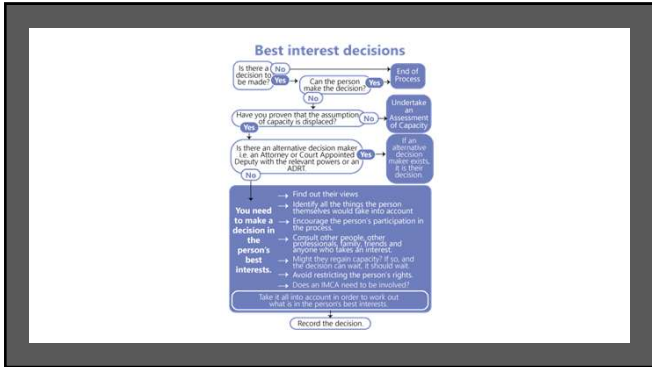 Best interest decisions
Is there a
decision to
be made?
No
Yes
Can the person
make the decision?
Yes
No
End of
Process
Have you proven that the assumption
of capacity is displaced?
No
Yes
Undertake
an
Assessment
of Capacity
Is there an alternative decision maker
i.e. an Attorney or Court Appointed
Deputy with the relevant powers or an
ADRT.
Yes
No
If an
alternative
decision
maker exists,
it is their
decision.
You need
to make a
decision in
the
person's
best
interests.
→ Find out their views
→ Identify all the things the person
themselves would take into account
→ Encourage the person's participation in
the process.
→ Consult other people, other
professionals, family, friends and
anyone who takes an interest.
→ Might they regain capacity? If so, and
the decision can wait, it should wait.
→ Avoid restricting the person's rights.
→ Does an IMCA need to be involved?
Take it all into account in order to work out
what is in the person's best interests.
Record the decision.